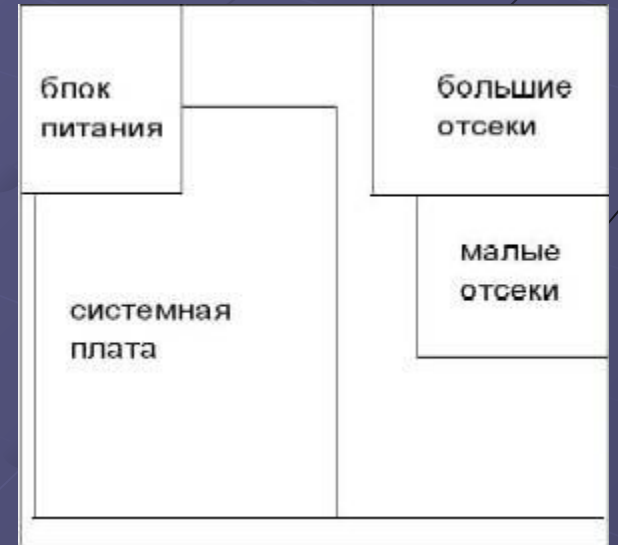 блок
питания
большие
отсеки
малые
отсеки
системная
плата